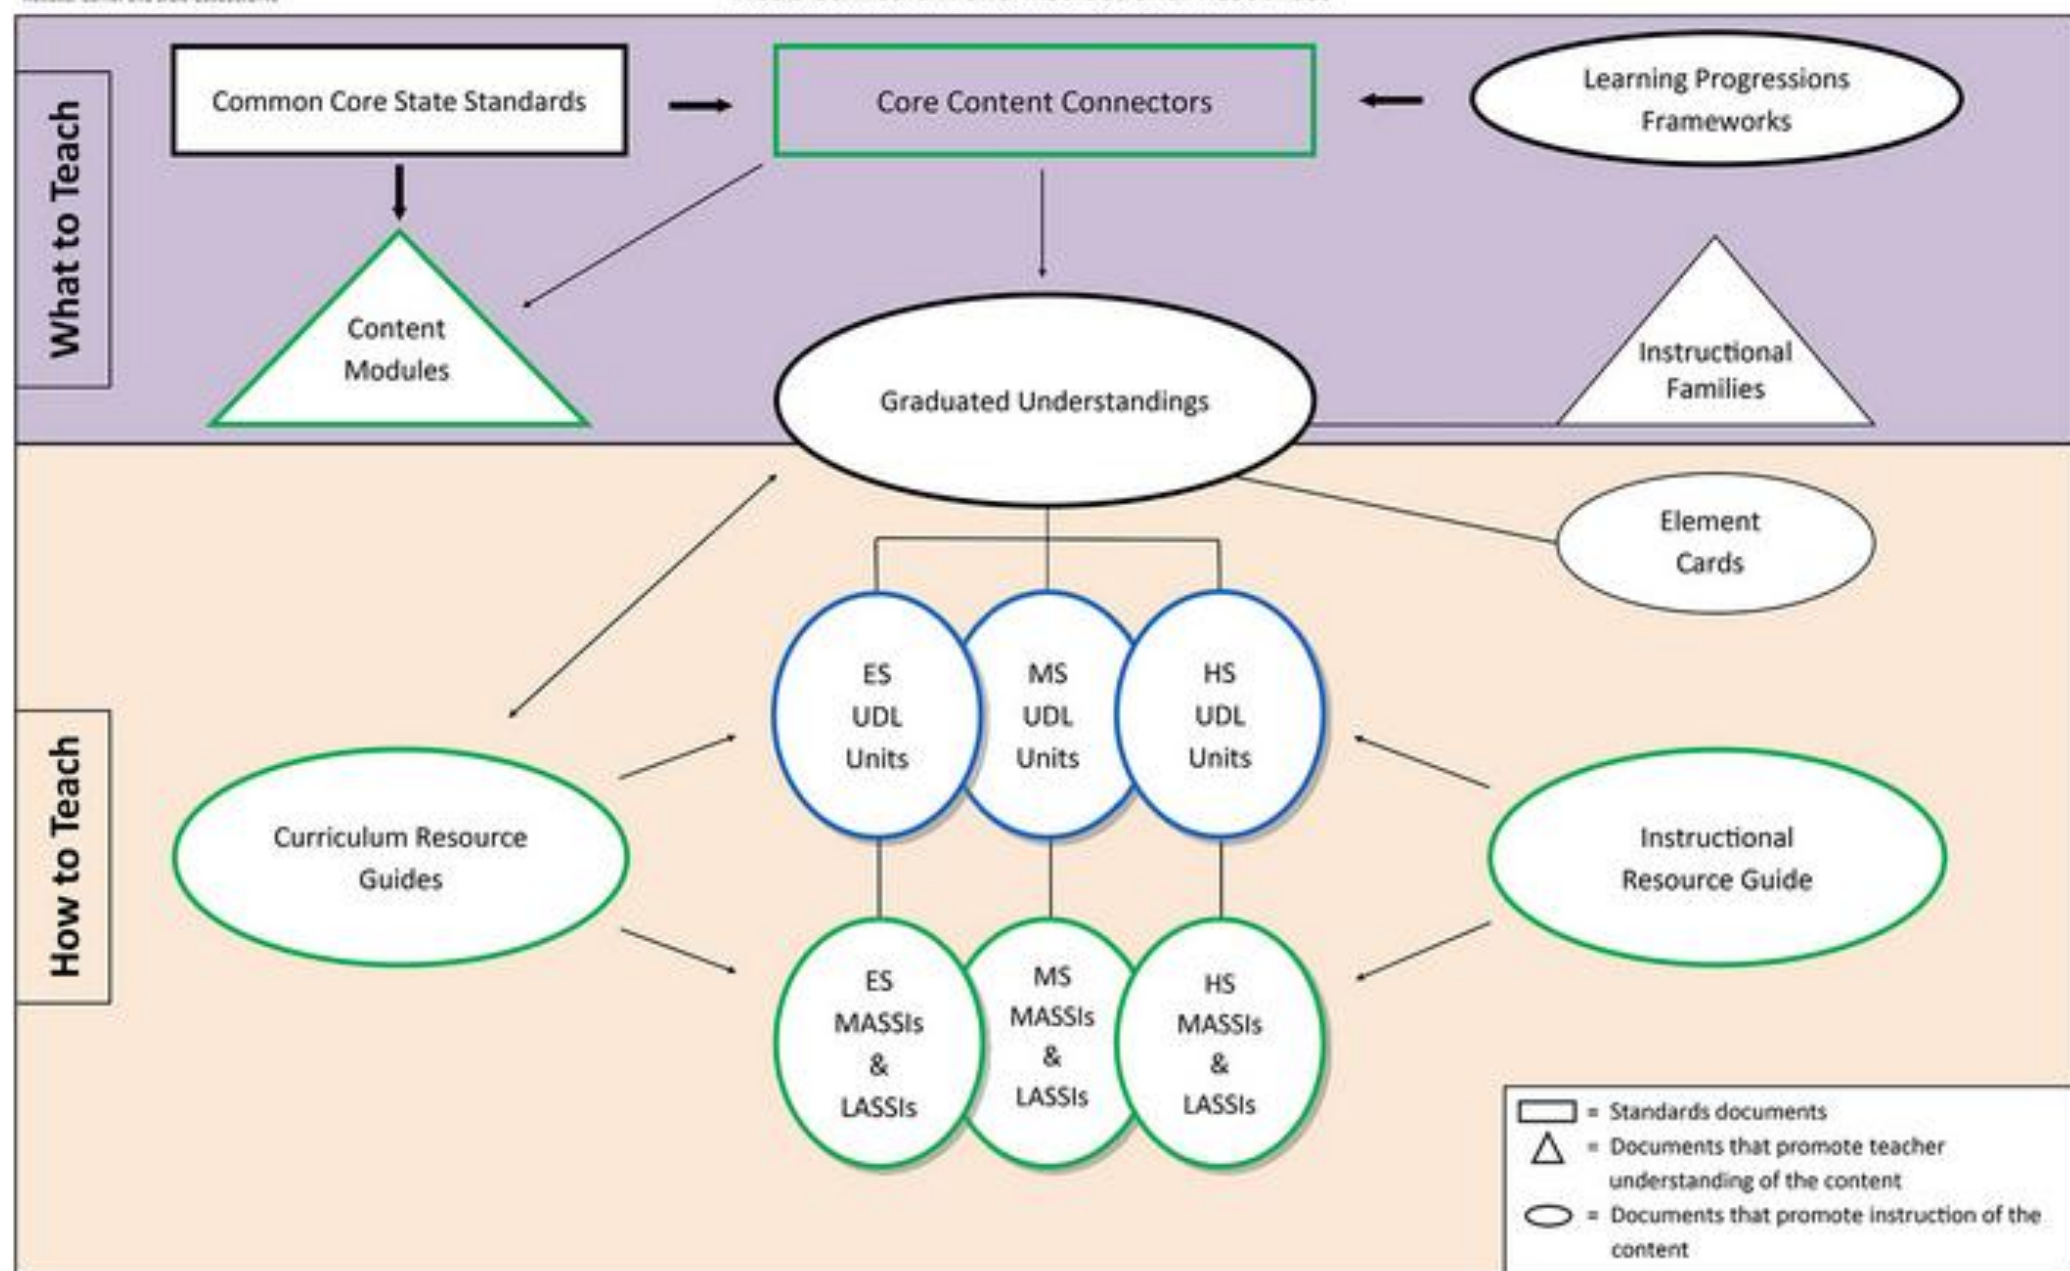 What to Teach
Common Core State Standards
Core Content Connectors
Learning Progressions
Frameworks
Content
Modules
Graduated Understandings
Instructional
Families
How to Teach
Element
Cards
ES
UDL
Units
MS
UDL
Units
HS
UDL
Units
Curriculum Resource
Guides
Instructional
Resource Guide
ES
MASSIs
&
LASSIs
MS
MASSIs
&
LASSIs
HS
MASSIs
&
LASSIs
= Standards documents
= Documents that promote teacher
understanding of the content
= Documents that promote instruction of the
content